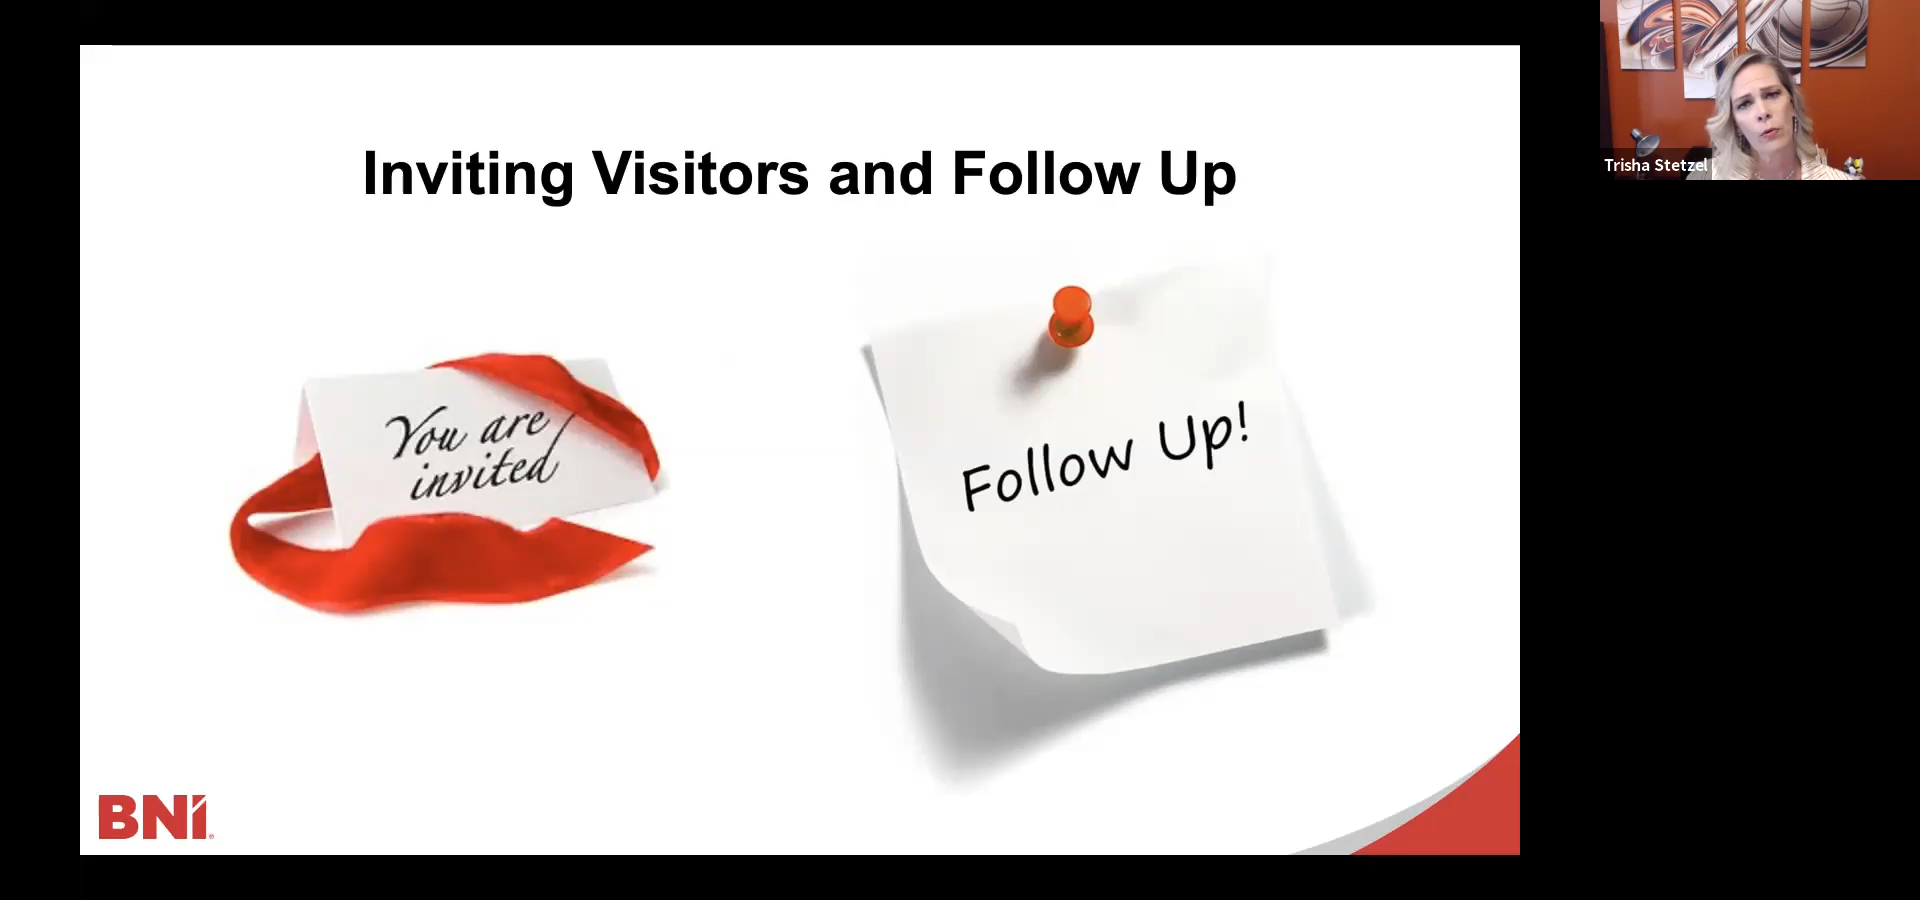 Inviting Visitors and Follow Up
You are
invited
Follow Up!
BNI®
Trisha Stetzel